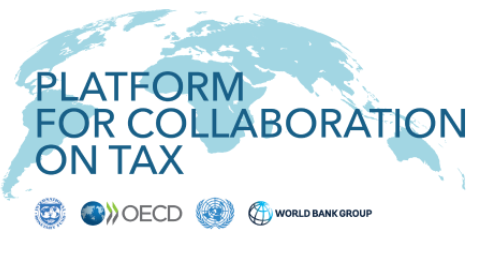 PLATFORM
FOR COLLABORATION
ON TAX
OECD
WORLD BANK GROUP